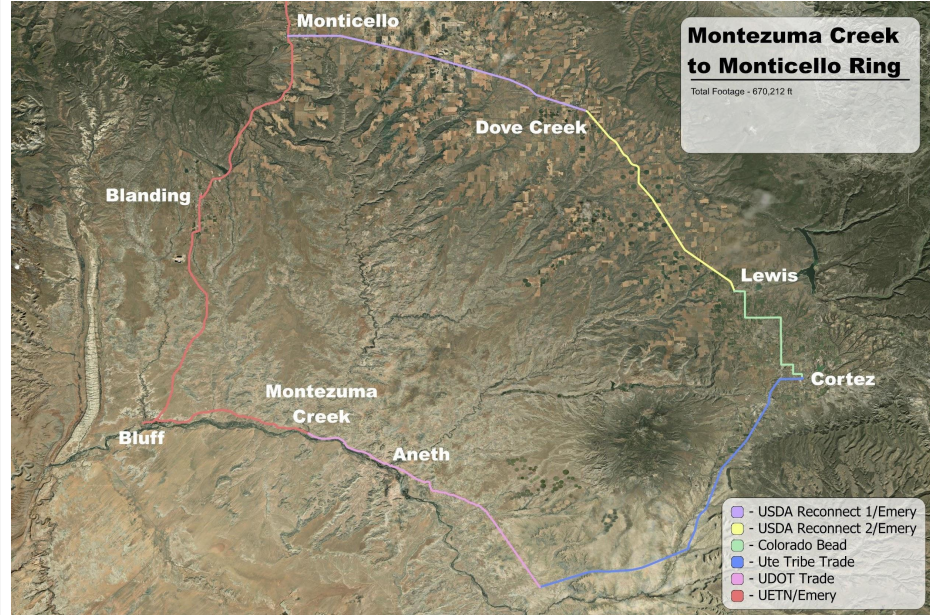 Monticello
Montezuma Creek
to Monticello Ring
Total Footage - 670,212 ft
Dove Creek
Blanding
Lewis
Cortez
Montezuma
Creek
Bluff
Aneth
- USDA Reconnect 1/Emery
- USDA Reconnect 2/Emery
- Colorado Bead
- Ute Tribe Trade
- UDOT Trade
- UETN/Emery